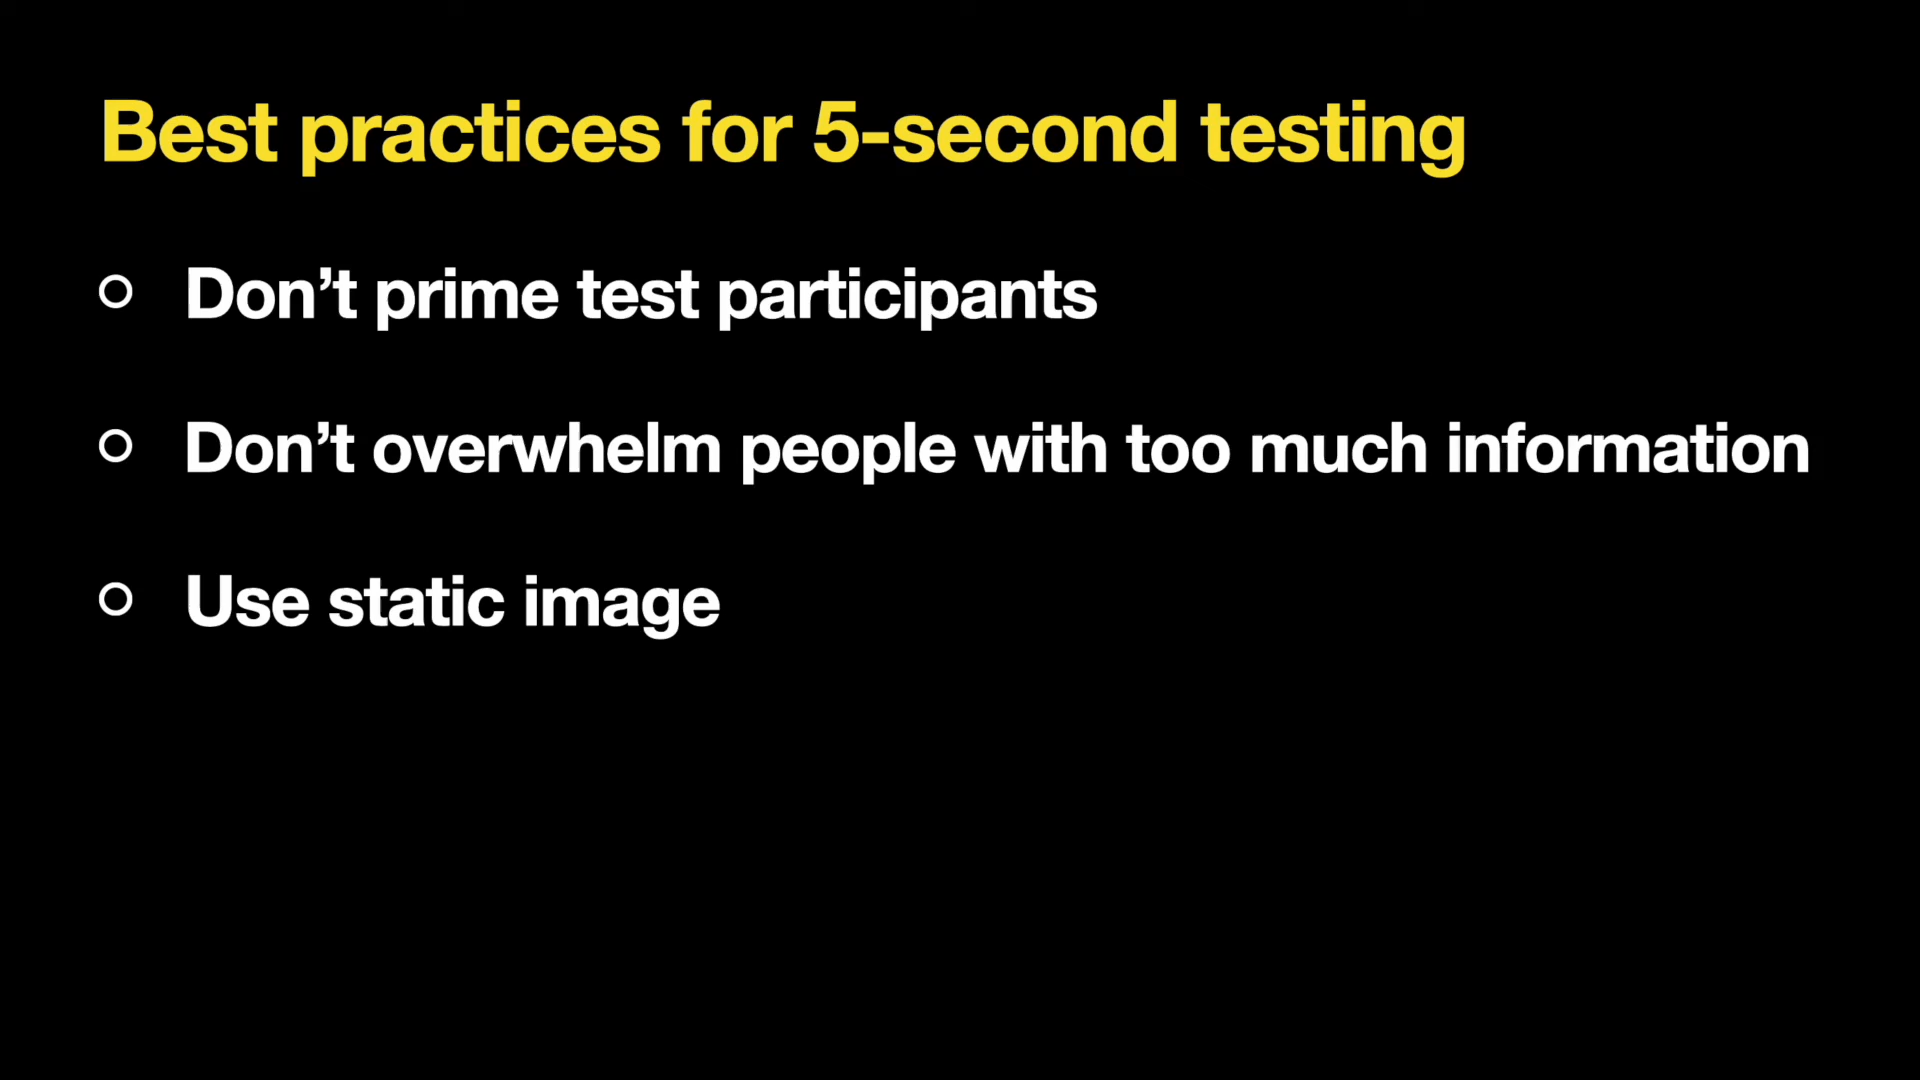 Best practices for 5-second testing
Don’t prime test participants
Don’t overwhelm people with too much information
Use static image